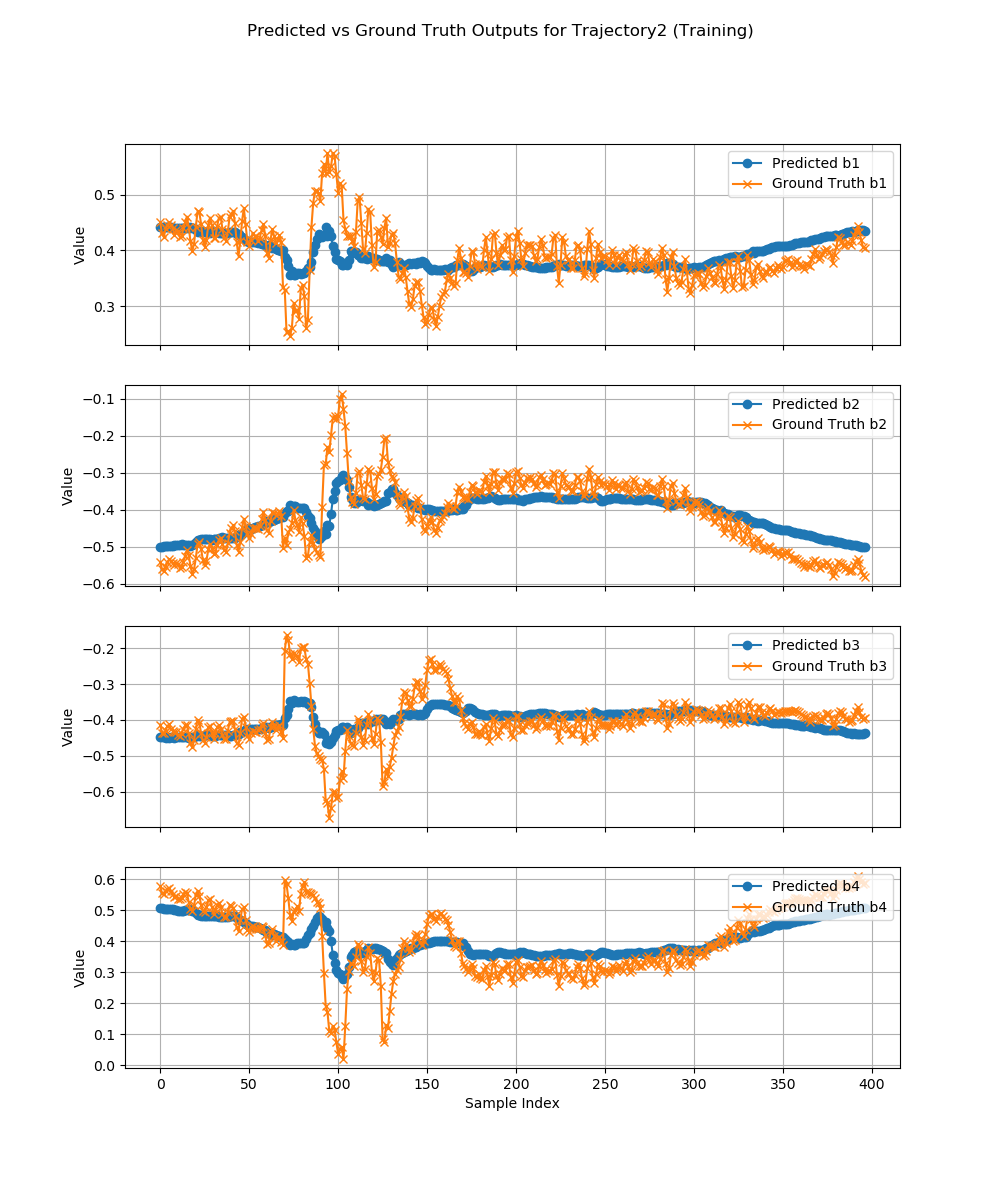 Predicted vs Ground Truth Outputs for Trajectory2 (Training)
Predicted b1
Ground Truth b1
0.5
0.4
0.3
Value
Predicted b2
Ground Truth b2
−0.1
−0.2
−0.3
−0.4
−0.5
−0.6
Value
Predicted b3
Ground Truth b3
−0.2
−0.3
−0.4
−0.5
−0.6
Value
Predicted b4
Ground Truth b4
0.6
0.5
0.4
0.3
0.2
0.1
0.0
Value
0 50 100 150 200 250 300 350 400
Sample Index